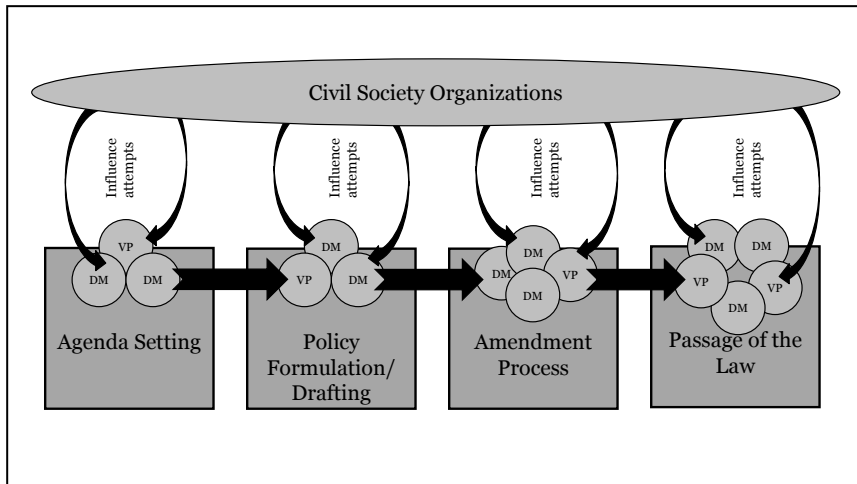 Civil Society Organizations
Influence
attempts
Influence
attempts
Influence
attempts
Influence
attempts
VP
DM
DM
DM
VP
DM
DM
DM
VP
DM
DM
DM
VP
VP
DM
Agenda Setting
Policy
Formulation/
Drafting
Amendment
Process
Passage of the
Law